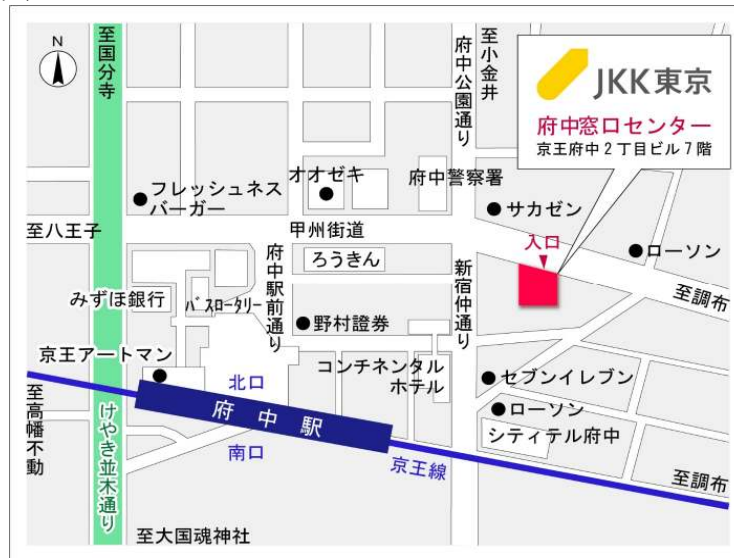 N
至国分寺
府中公園通り
至小金井
JKK東京
府中窓口センター
京王府中2丁目ビル7階
フレッシュネス
バーガー
オオゼキ
府中警察署
サカゼン
至八王子
甲州街道
入口
ローソン
ろうきん
府中駅前通り
新宿仲通り
至調布
みずほ銀行
バスロータリー
野村證券
京王アートマン
コンチネンタル
ホテル
セブンイレブン
北口
ローソン
シティテル府中
府中駅
至高幡不動
けやき並木通り
南口
京王線
至調布
至大国魂神社